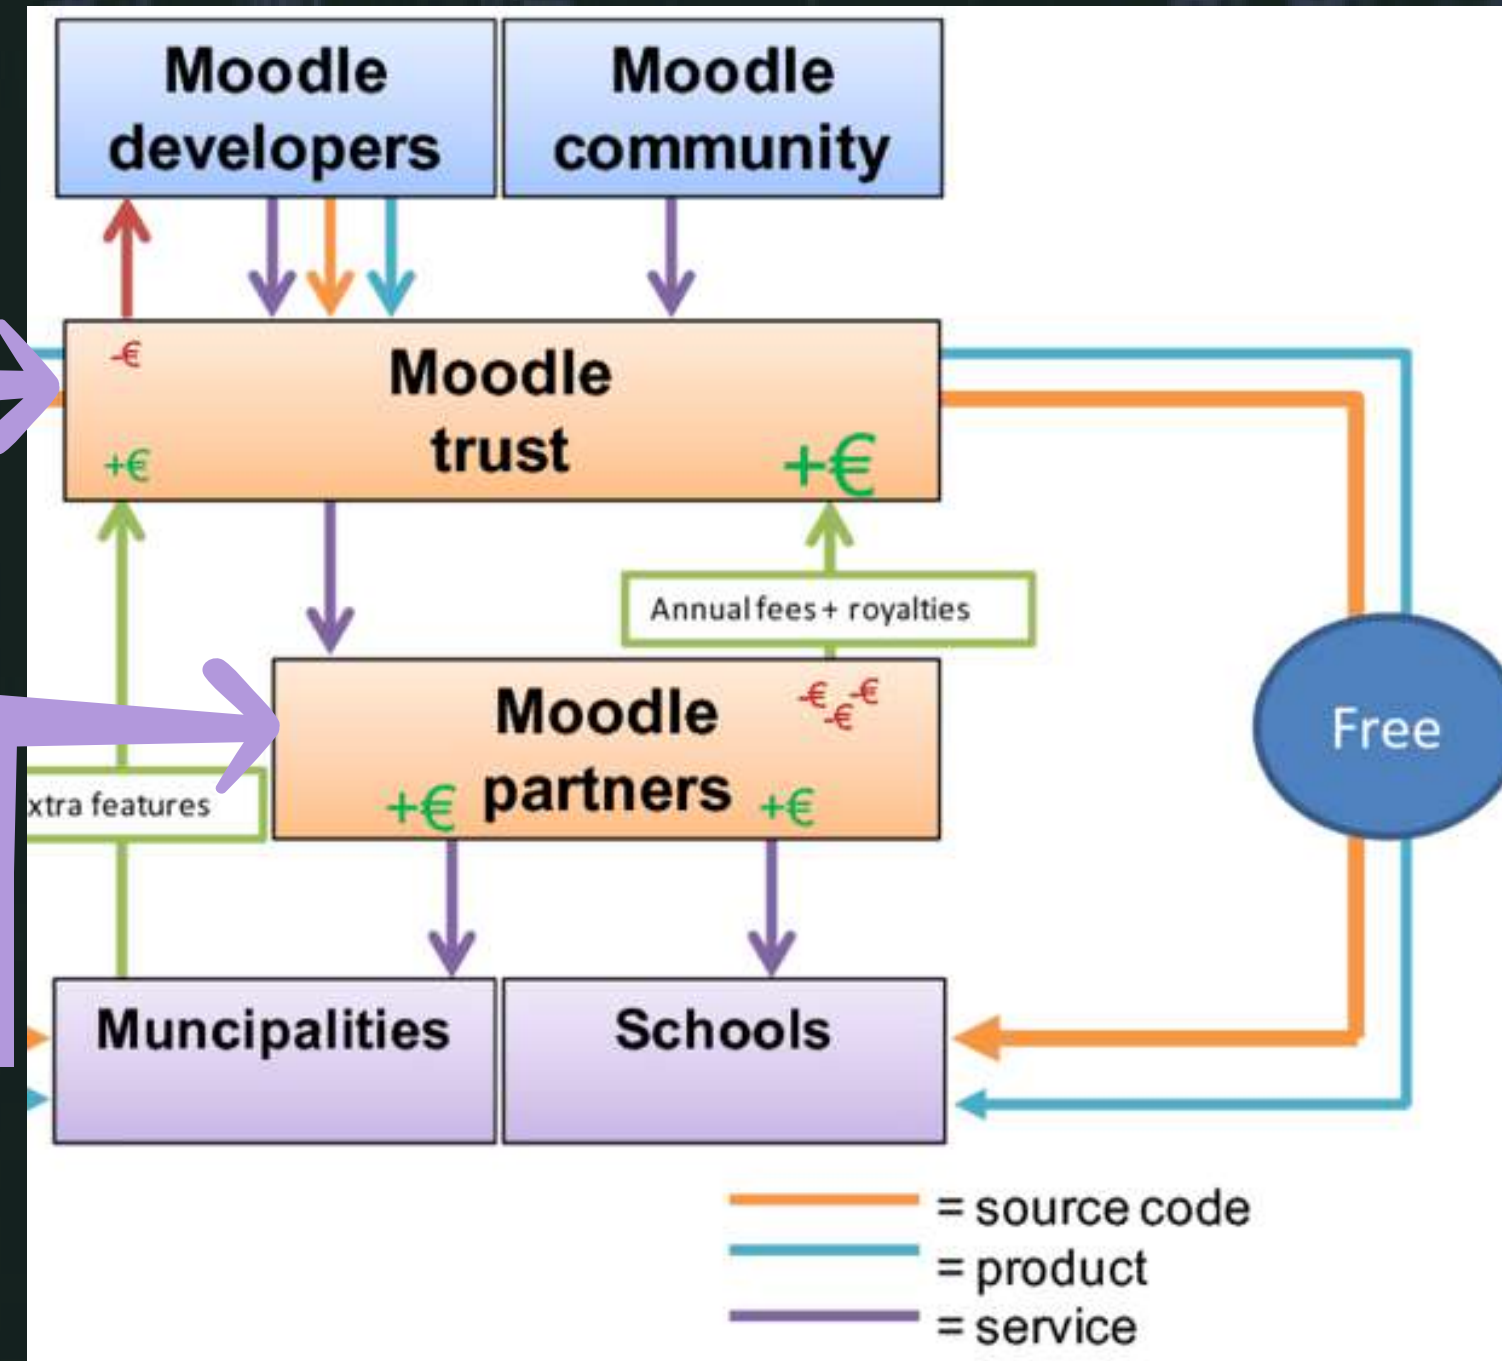 Moodle
developers
Moodle
community
-€
Moodle
trust
+€
+€
Annual fees + royalties
Moodle
partners
-€ -€
-€
+€
+€
xtra features
Free
Muncipalities
Schools
= source code
= product
= service